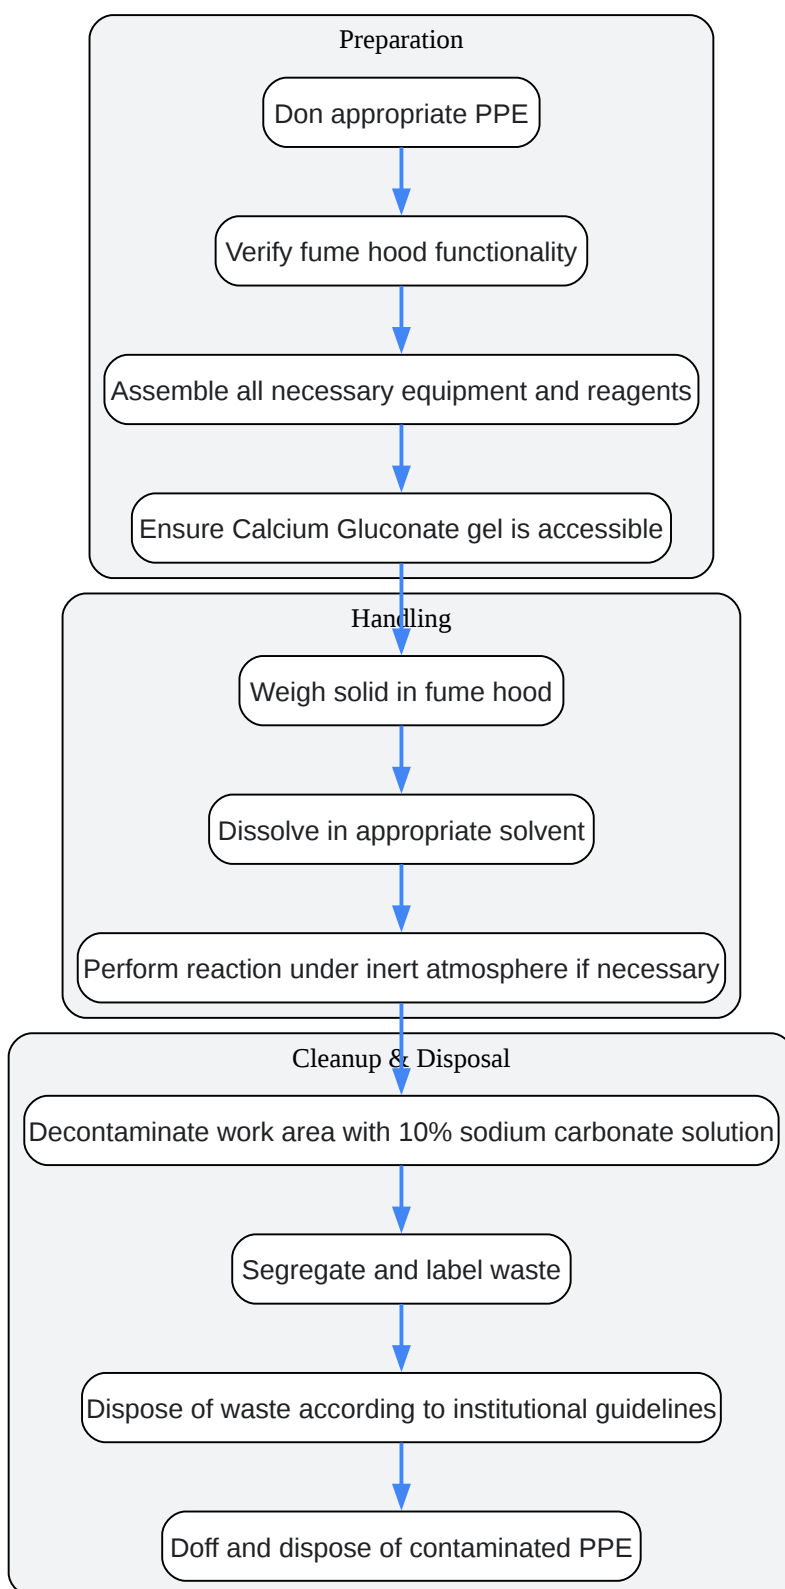 Preparation
Don appropriate PPE
Verify fume hood functionality
Assemble all necessary equipment and reagents
Ensure Calcium Gluconate gel is accessible
Handling
Weigh solid in fume hood
Dissolve in appropriate solvent
Perform reaction under inert atmosphere if necessary
Cleanup & Disposal
Decontaminate work area with 10% sodium carbonate solution
Segregate and label waste
Dispose of waste according to institutional guidelines
Doff and dispose of contaminated PPE